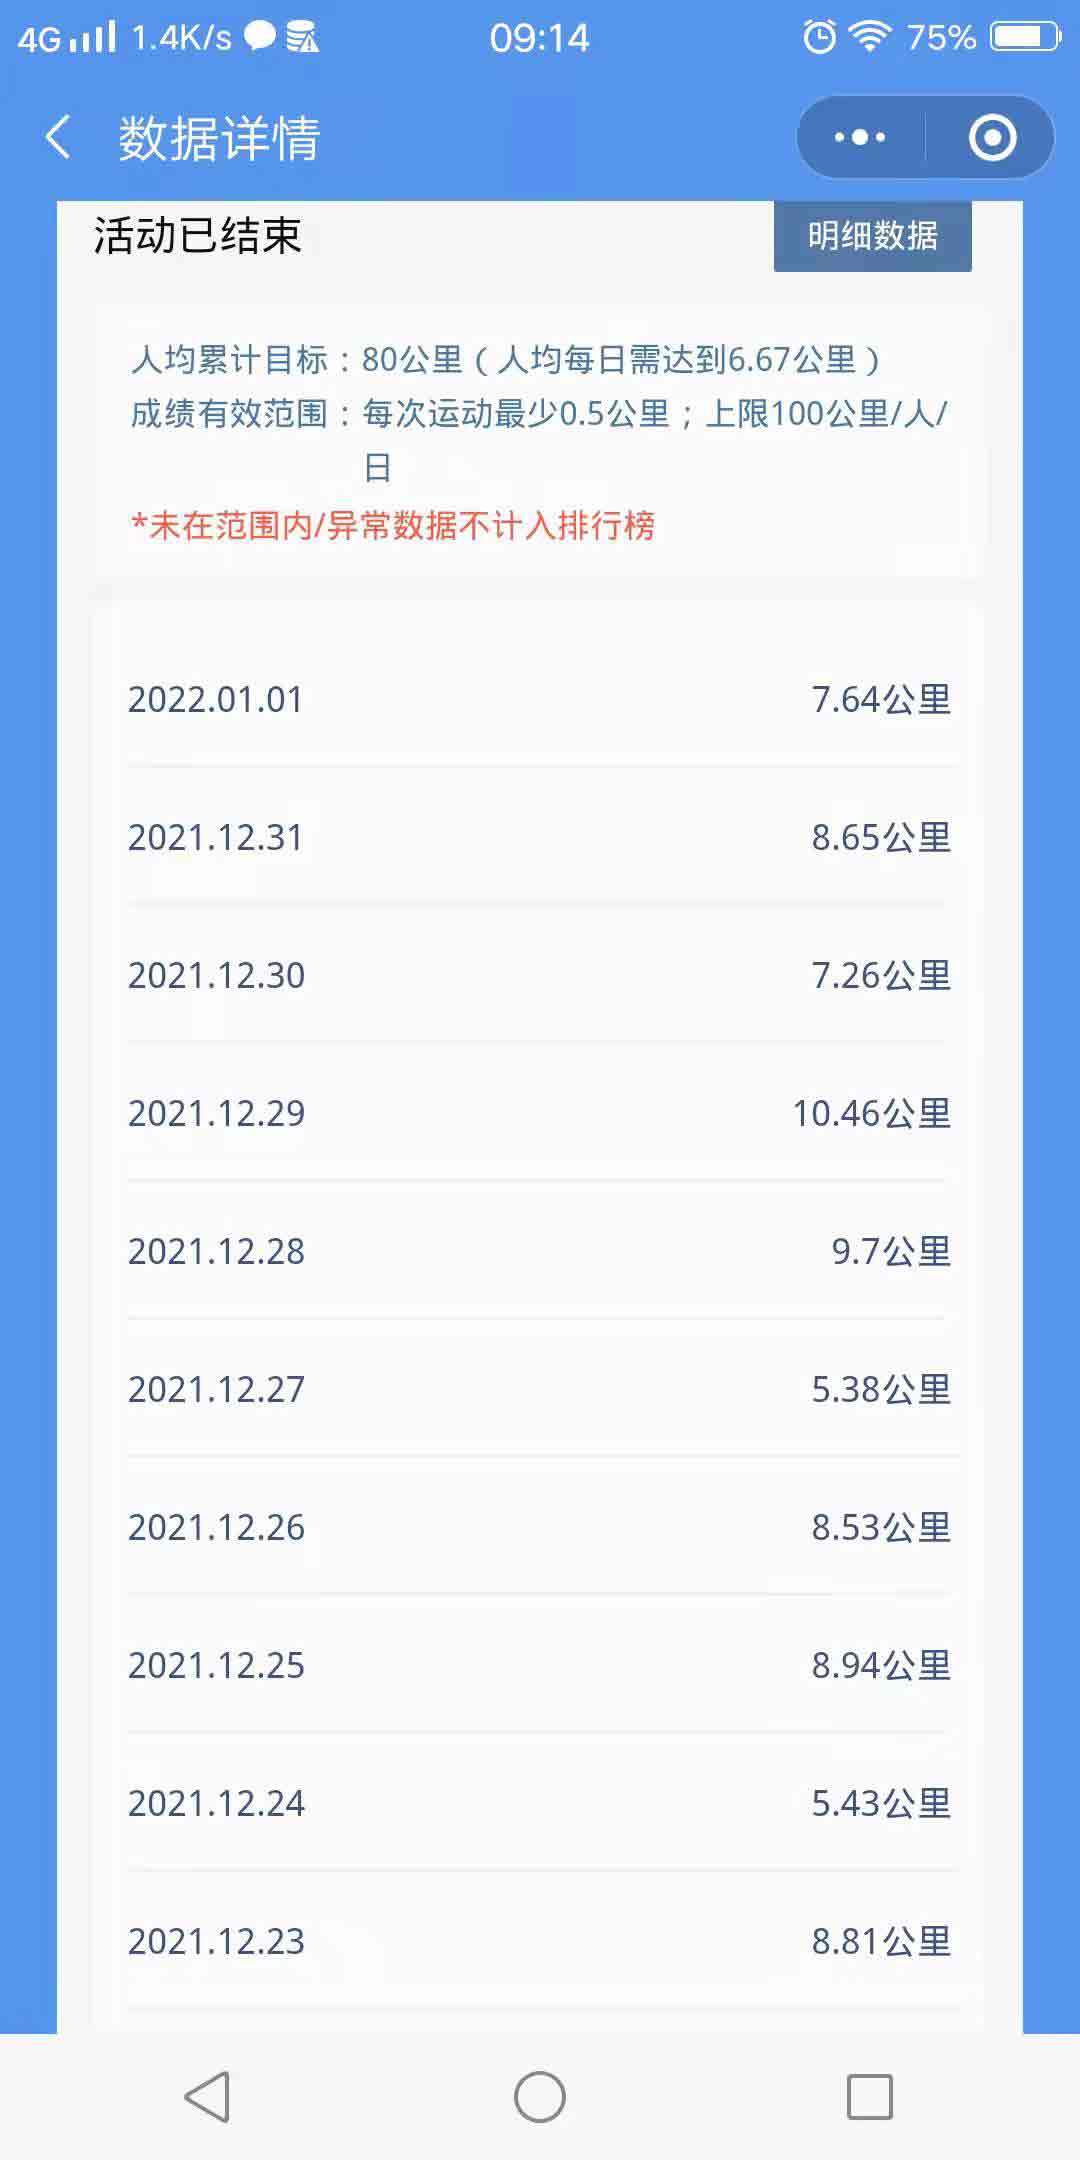 4G 1.4K/s 09:14 75%
数据详情
活动已结束 明细数据
人均累计目标：80公里（人均每日需达到6.67公里）
成绩有效范围：每次运动最少0.5公里；上限100公里/人/
日
*未在范围内/异常数据不计入排行榜
2022.01.01 7.64公里
2021.12.31 8.65公里
2021.12.30 7.26公里
2021.12.29 10.46公里
2021.12.28 9.7公里
2021.12.27 5.38公里
2021.12.26 8.53公里
2021.12.25 8.94公里
2021.12.24 5.43公里
2021.12.23 8.81公里